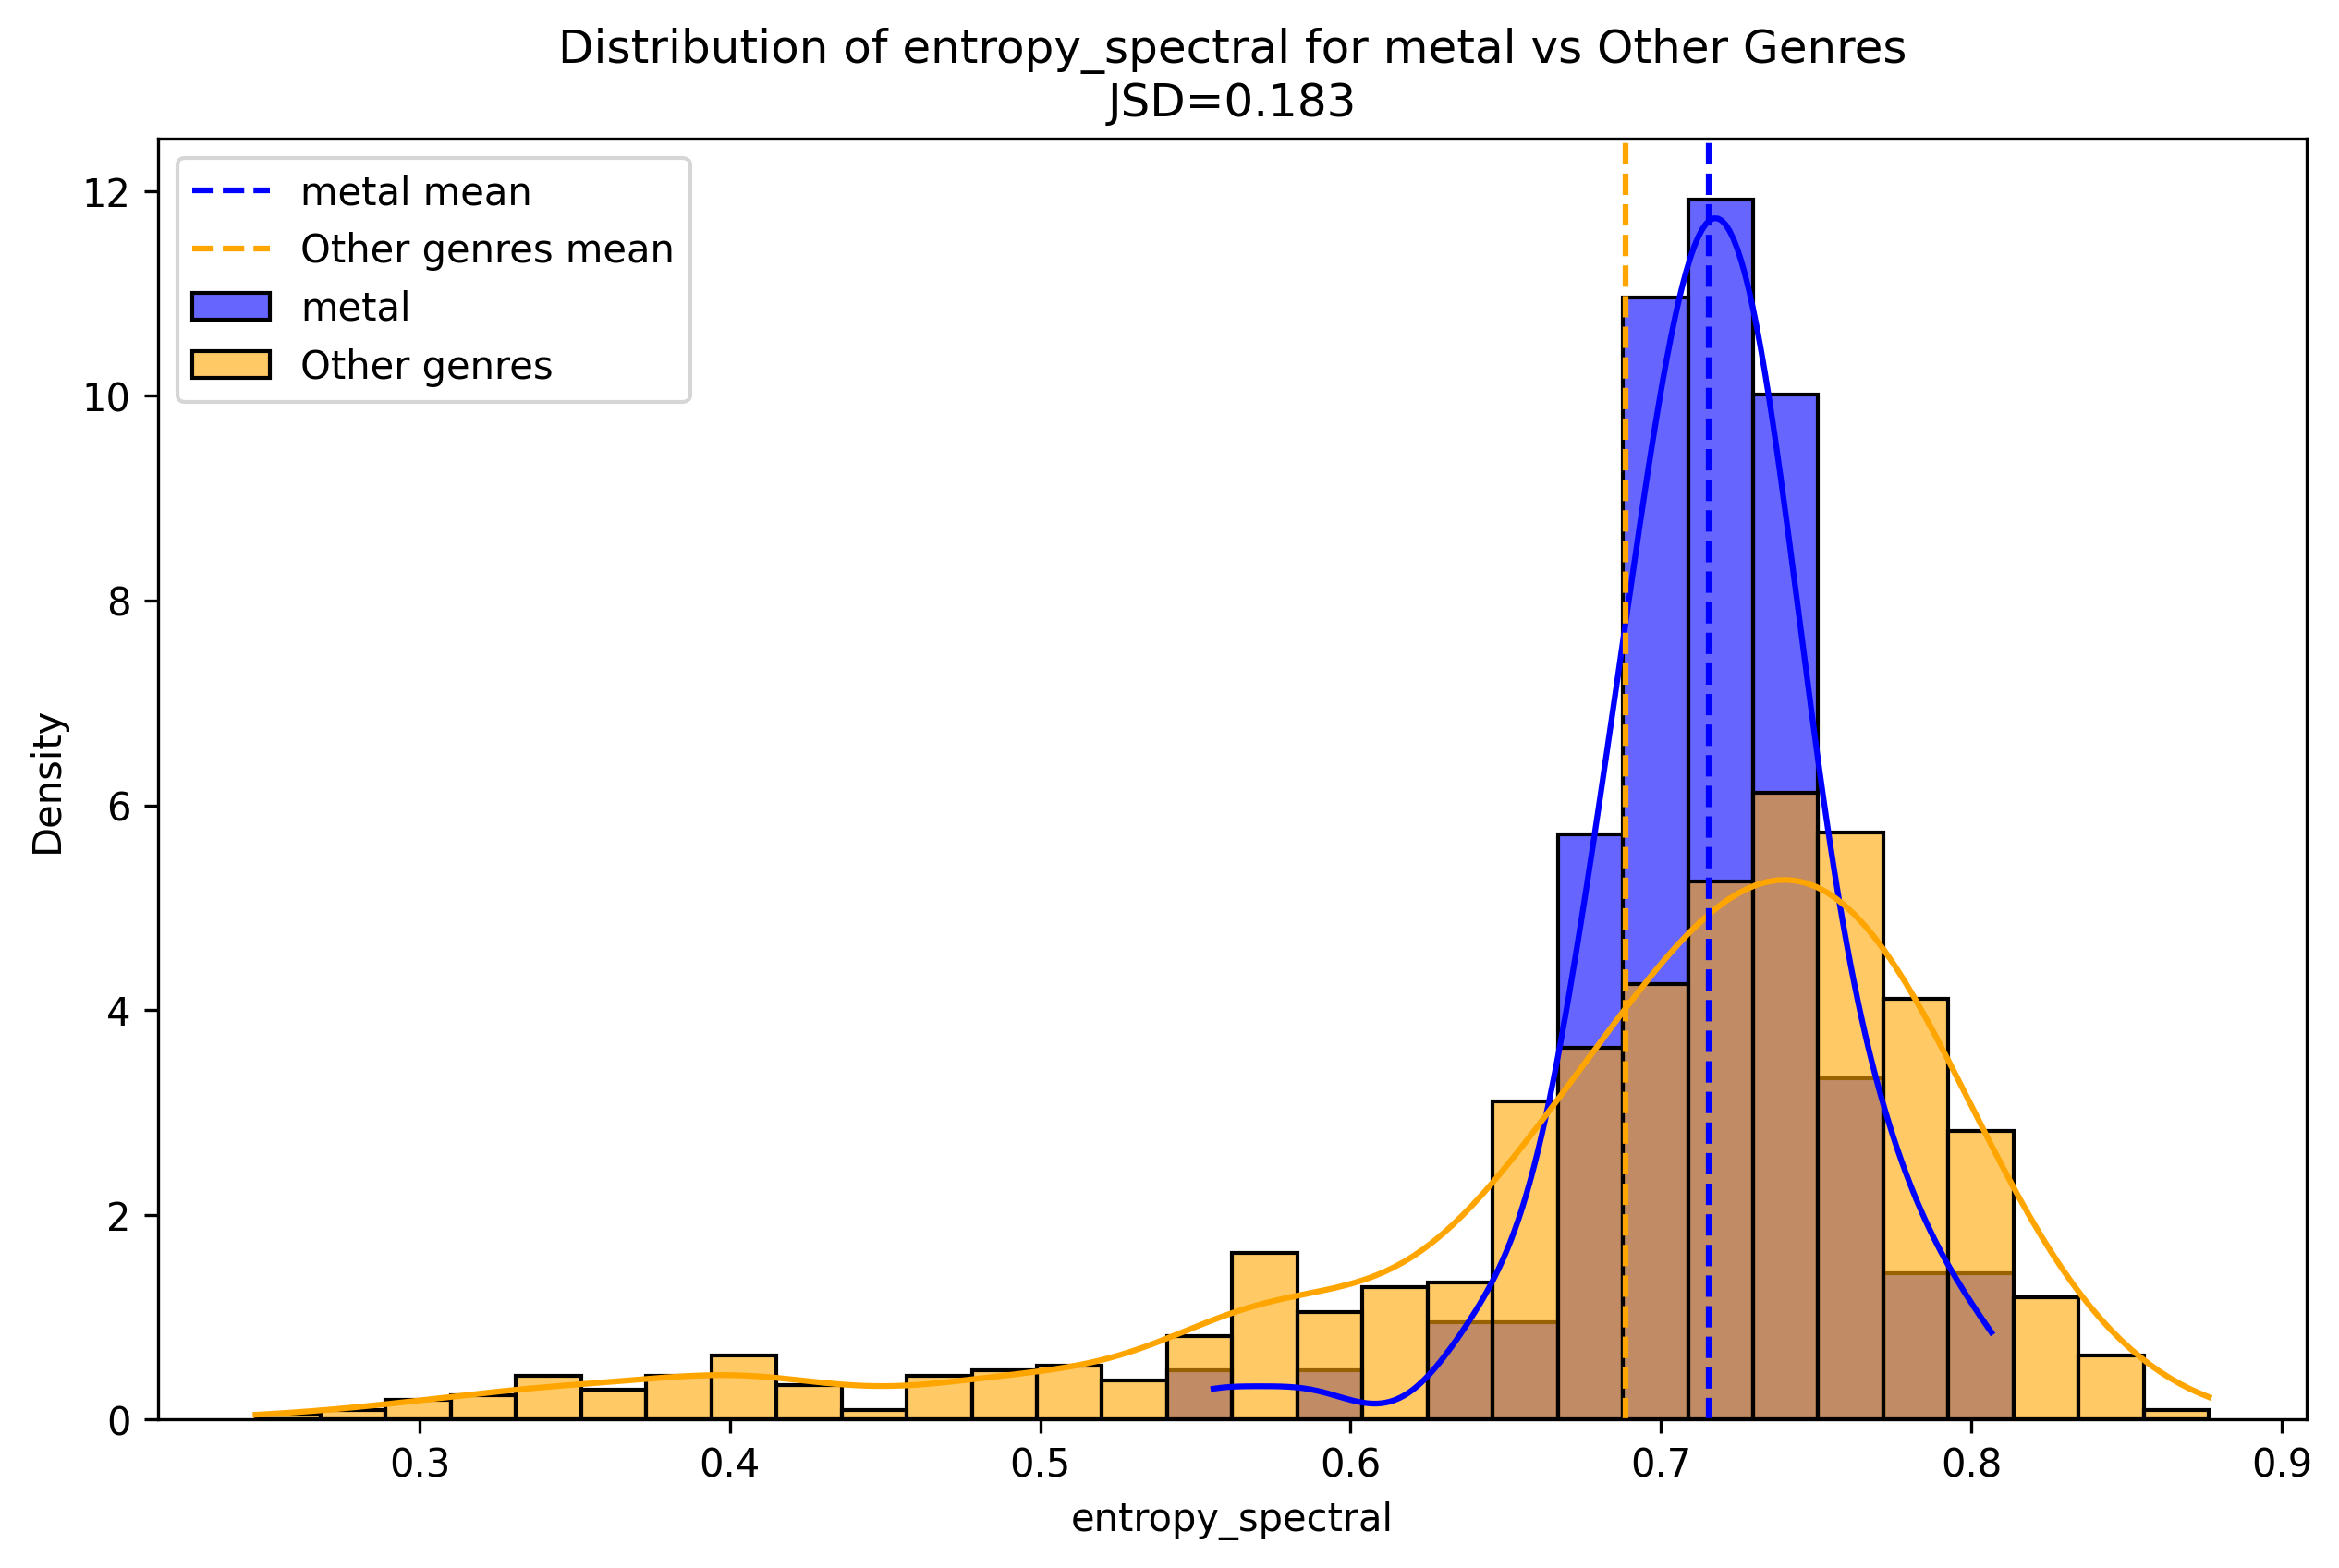 Distribution of entropy_spectral for metal vs Other Genres
JSD=0.183
metal mean
Other genres mean
metal
Other genres
12
10
8
6
4
2
0
Density
0.3
0.4
0.5
0.6
0.7
0.8
0.9
entropy_spectral